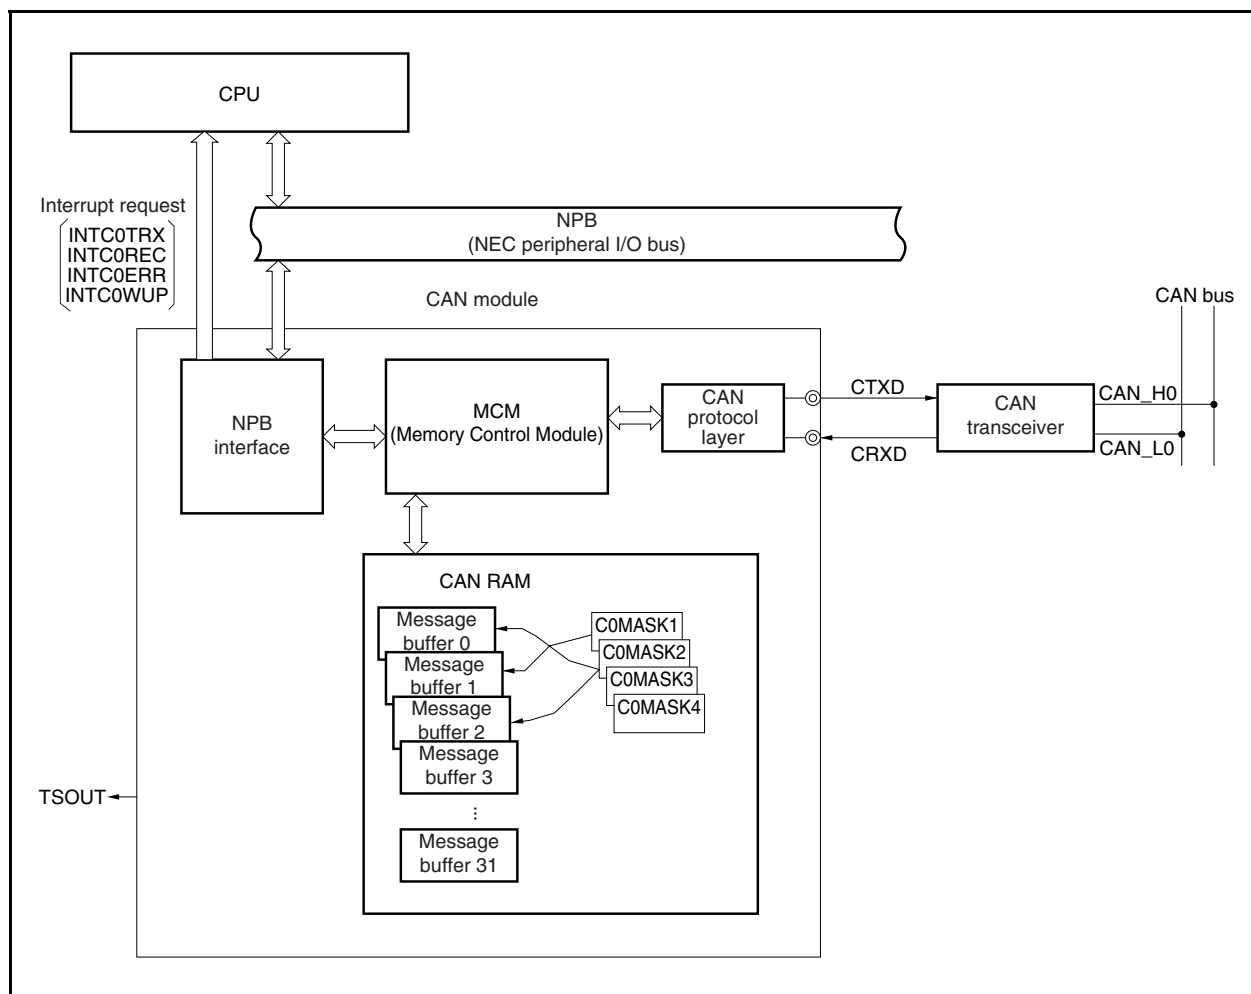 CPU
Interrupt request
INTC0TRX
INTC0REC
INTC0ERR
INTC0WUP
NPB
(NEC peripheral I/O bus)
CAN module
CAN bus
NPB
interface
MCM
(Memory Control Module)
CAN
protocol
layer
CTXD
CRXD
CAN
transceiver
CAN_H0
CAN_L0
CAN RAM
Message
buffer 0
Message
buffer 1
Message
buffer 2
Message
buffer 3
...
Message
buffer 31
C0MASK1
C0MASK2
C0MASK3
C0MASK4
TSOUT